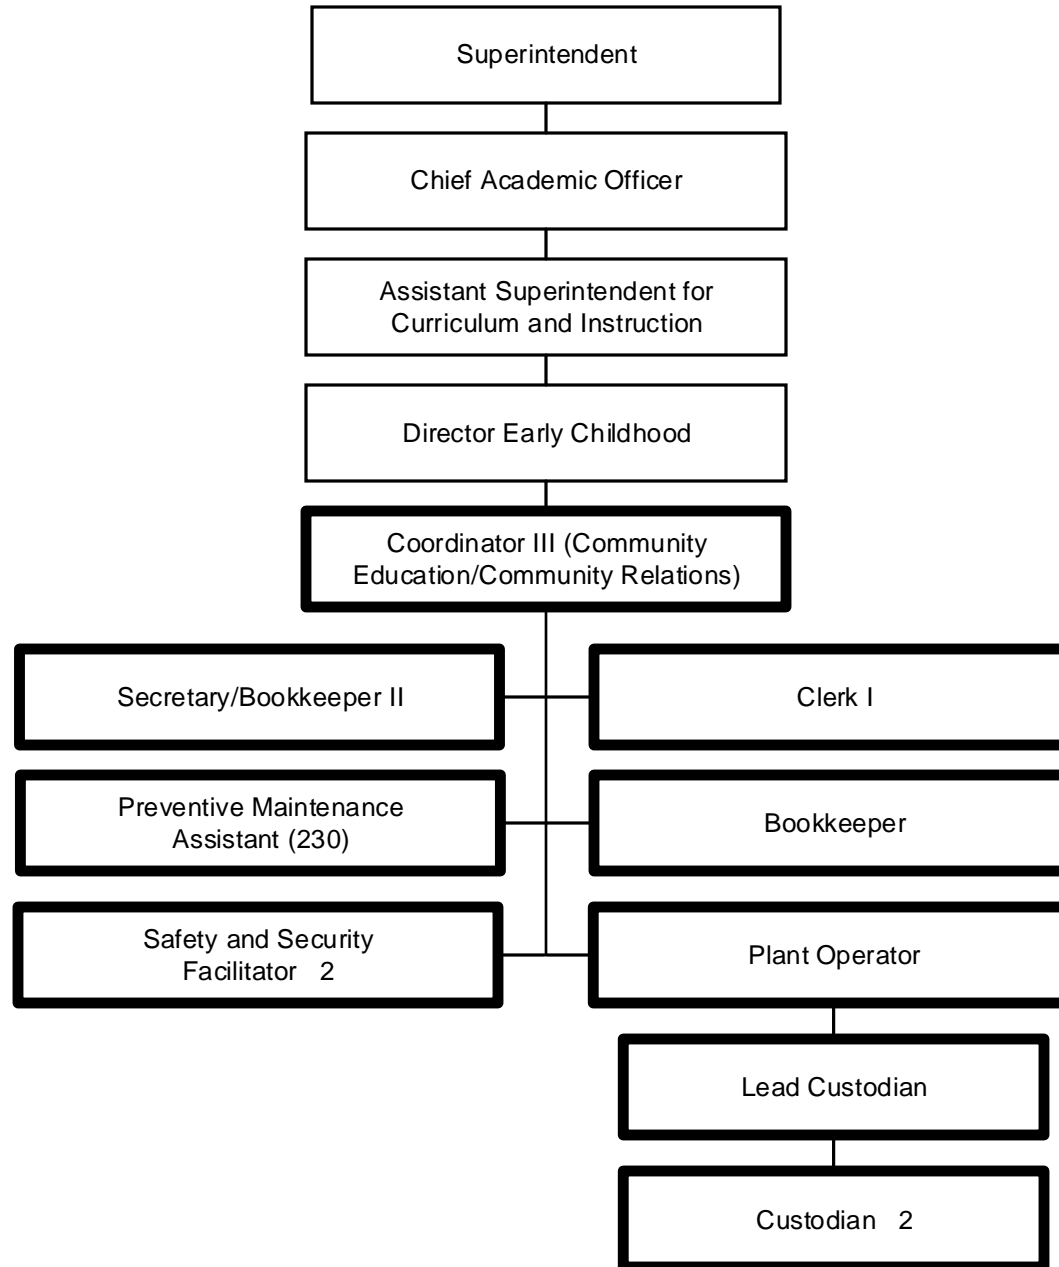 Superintendent
Chief Academic Officer
Assistant Superintendent for
Curriculum and Instruction
Director Early Childhood
Coordinator III (Community
Education/Community Relations)
Secretary/Bookkeeper II
Clerk I
Preventive Maintenance
Assistant (230)
Bookkeeper
Safety and Security
Facilitator 2
Plant Operator
Lead Custodian
Custodian 2